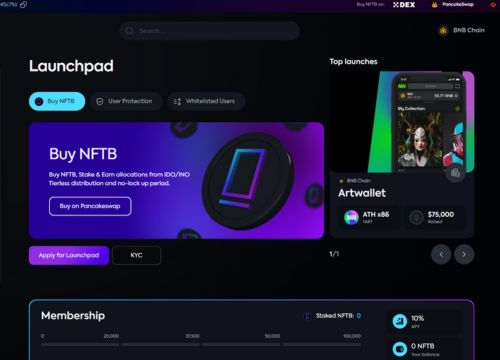 45c7fa
Buy NFTB on:
DEX
PancakeSwap
Search...
BNB Chain
Launchpad
Buy NFTB
User Protection
Whitelisted Users
Buy NFTB
Buy NFTB, Stake & Earn allocations from IDO/INO
Tierless distribution and no-lock up period.
Buy on Pancakeswap
Apply for Launchpad
KYC
Top launches
My Collection
BNB Chain
Artwallet
ATH x86
1ART
$75,000
Raised
1/1
Membership
Staked NFTB: 0
0
20,000
37,500
50,000
100,000
10%
APY
0 NFTB
Your balance